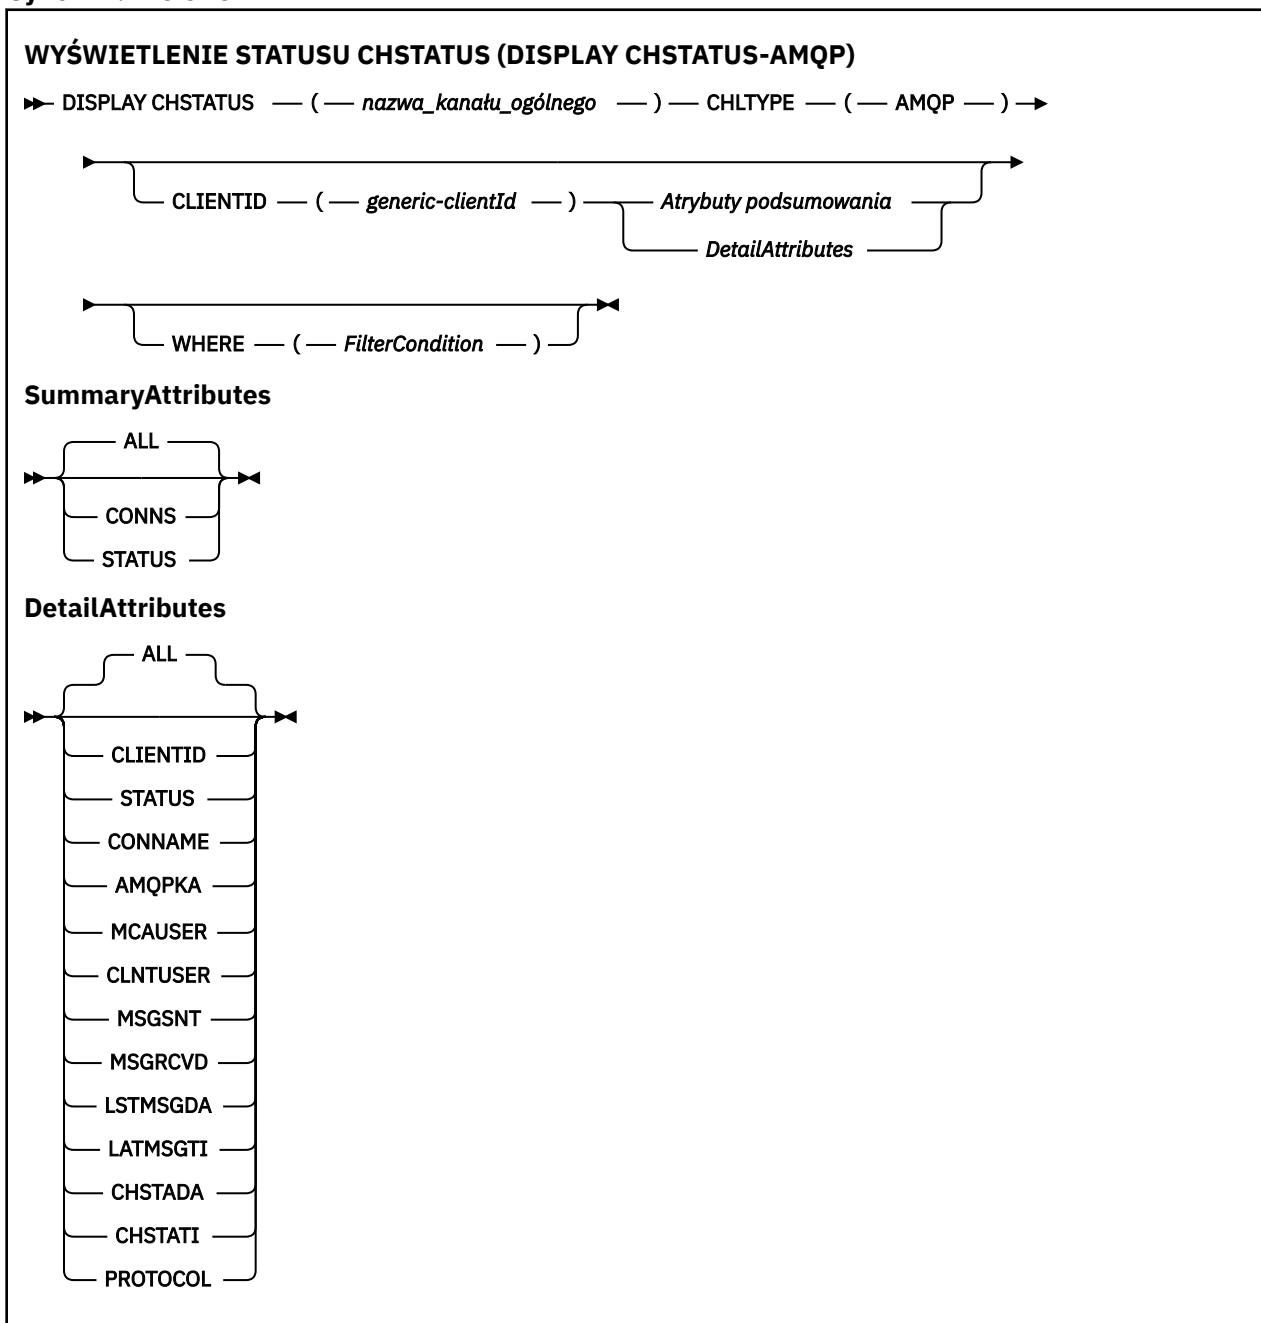 WYŚWIETLENIE STATUSU CHSTATUS (DISPLAY CHSTATUS-AMQP)
DISPLAY CHSTATUS ( nazwa_kanału_ogólnego ) CHLTYPE ( AMQP )
CLIENTID ( generic-clientId ) Atrybuty podsumowania
DetailAttributes
WHERE ( FilterCondition )
SummaryAttributes
ALL
CONNS
STATUS
DetailAttributes
ALL
CLIENTID
STATUS
CONNAME
AMQPKA
MCAUSER
CLNTUSER
MSGSNT
MSGRCVD
LSTMSGDA
LATMSGTI
CHSTADA
CHSTATI
PROTOCOL